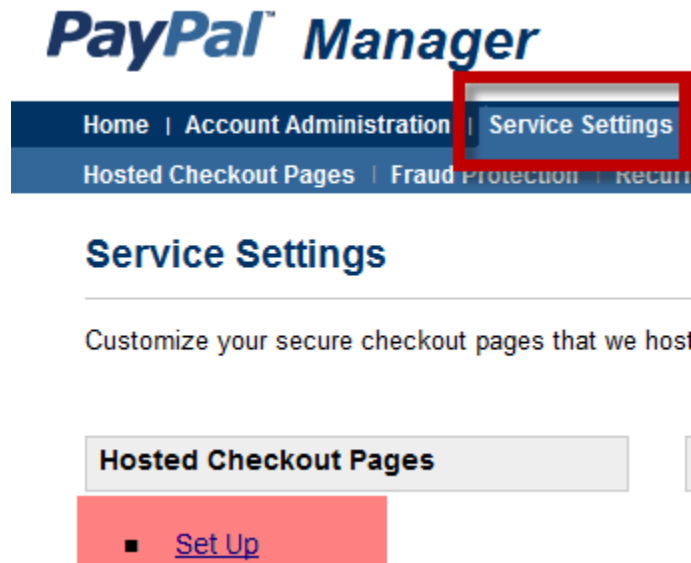 PayPal Manager
Home | Account Administration | Service Settings
Hosted Checkout Pages | Fraud Protection |
Service Settings
Customize your secure checkout pages that we host
Hosted Checkout Pages
Set Up